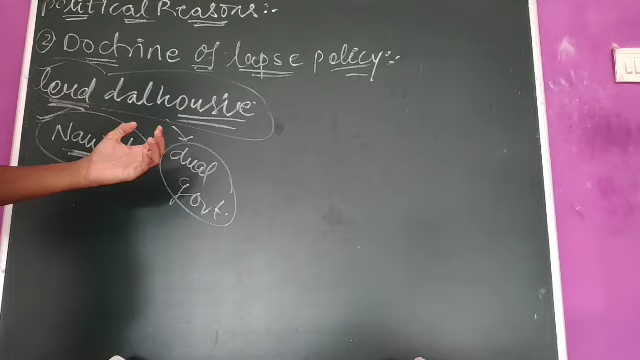 Political Reasons:-
② Doctrine of lapse policy:-
lord dalhousie
dual
govt.